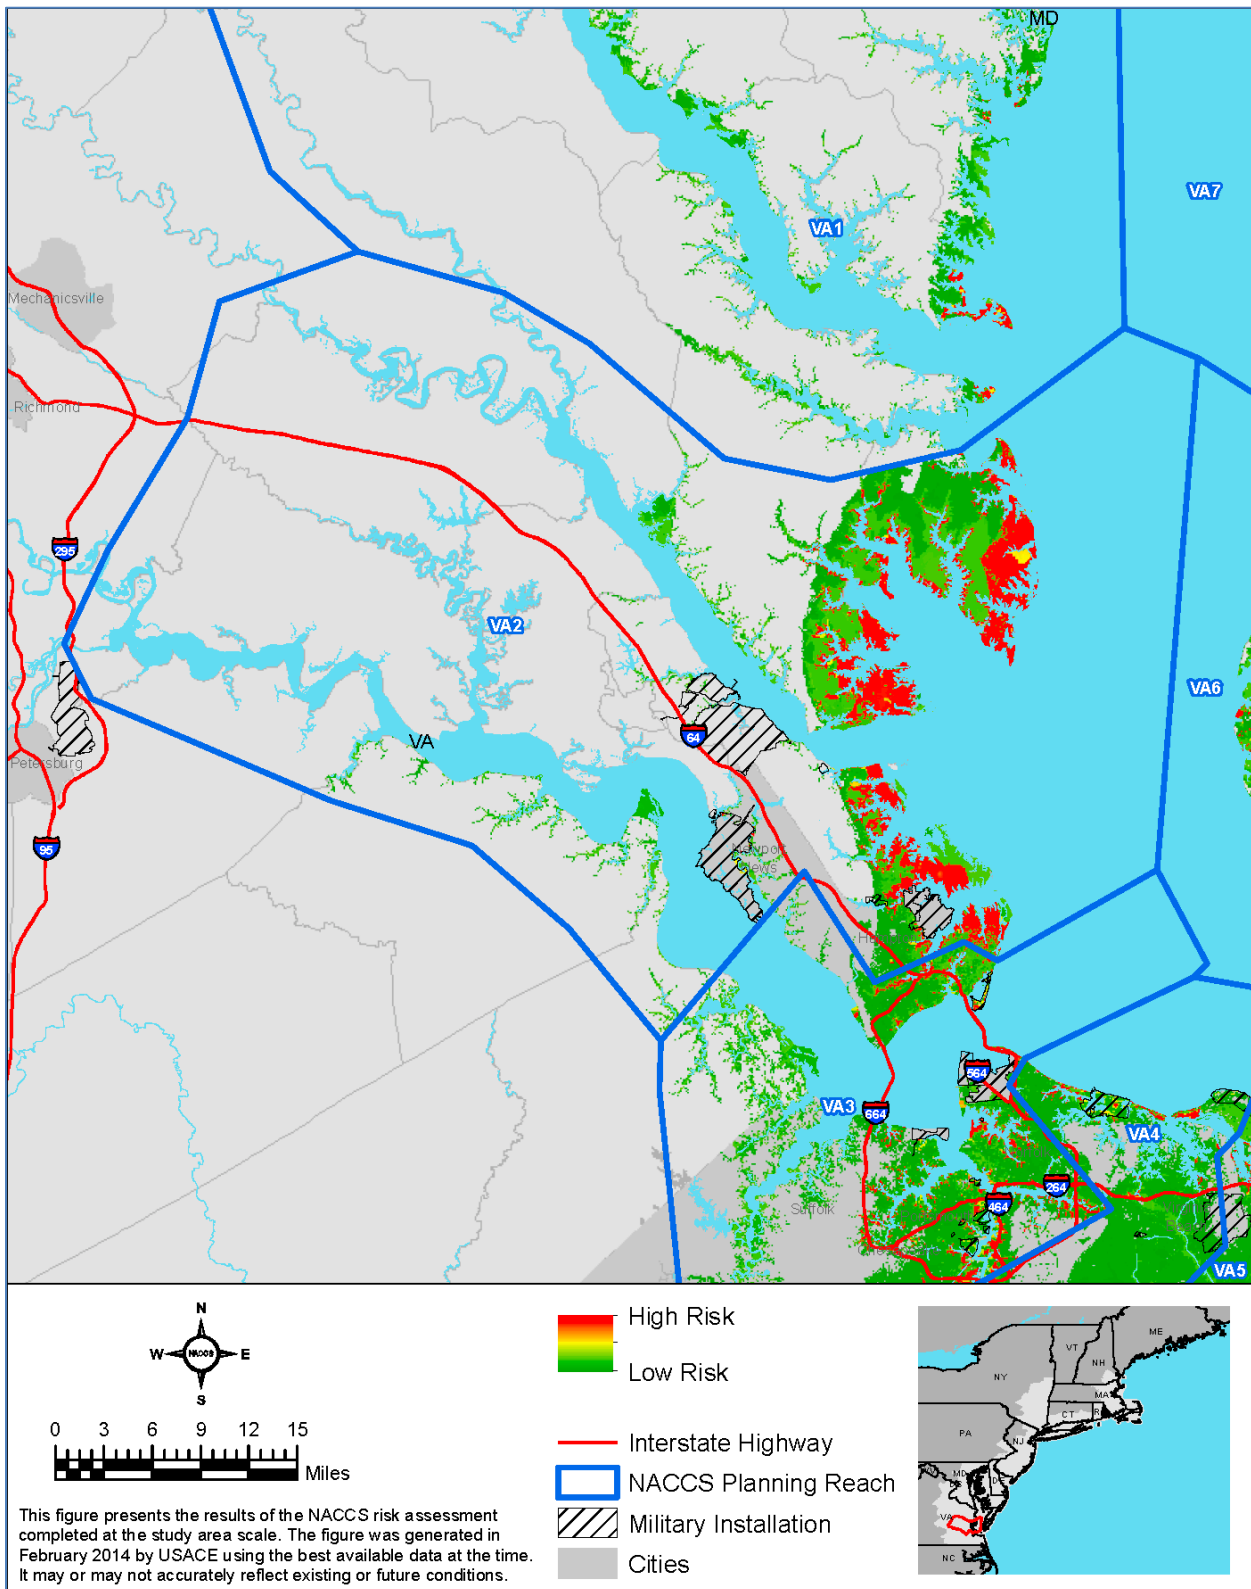 MD
VA7
VA1
Mechanicsville
Richmond
295
VA2
VA6
64
VA
Petersburg
95
Newport
News
564
VA3
664
VA4
264
464
Suffolk
VA5
N
W
NACCS
E
S
0 3 6 9 12 15
Miles
This figure presents the results of the NACCS risk assessment
completed at the study area scale. The figure was generated in
February 2014 by USACE using the best available data at the time.
It may or may not accurately reflect existing or future conditions.
High Risk
Low Risk
Interstate Highway
NACCS Planning Reach
Military Installation
Cities
ME
VT
NH
NY
MA
CT
PA
NJ
MD
VA
NC